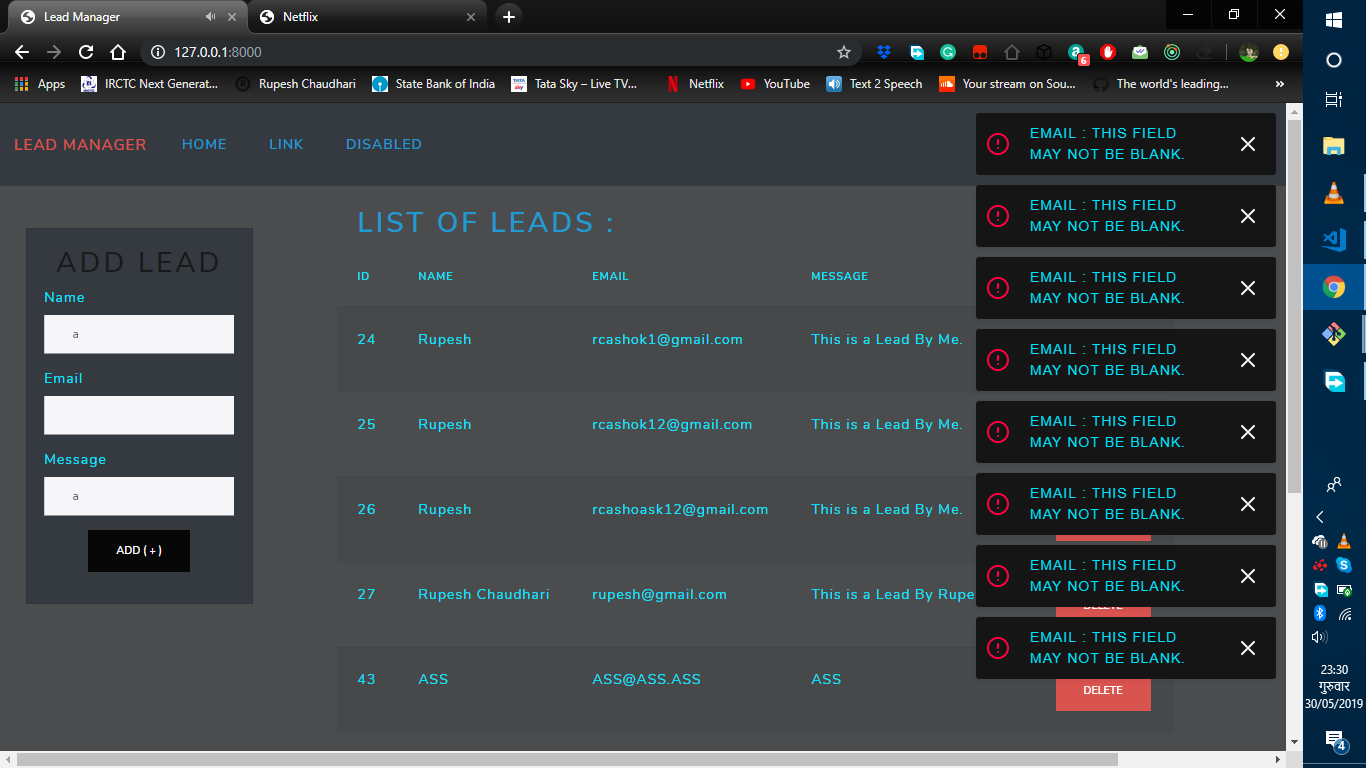 Lead Manager
Netflix
127.0.0.1:8000
6
Apps
IRCTC Next Generat...
Rupesh Chaudhari
State Bank of India
TATA sky
Tata Sky – Live TV...
Netflix
YouTube
Text 2 Speech
Your stream on Sou...
The world's leading...
»
LEAD MANAGER
HOME
LINK
DISABLED
ADD LEAD
Name
a
Email
Message
a
ADD ( + )
LIST OF LEADS :
ID NAME EMAIL MESSAGE
24 Rupesh rcashok1@gmail.com This is a Lead By Me.
25 Rupesh rcashok12@gmail.com This is a Lead By Me.
26 Rupesh rcashoask12@gmail.com This is a Lead By Me.
27 Rupesh Chaudhari rupesh@gmail.com This is a Lead By Rupe
DELETE
43 ASS ASS@ASS.ASS ASS
DELETE
EMAIL : THIS FIELD
MAY NOT BE BLANK.
EMAIL : THIS FIELD
MAY NOT BE BLANK.
EMAIL : THIS FIELD
MAY NOT BE BLANK.
EMAIL : THIS FIELD
MAY NOT BE BLANK.
EMAIL : THIS FIELD
MAY NOT BE BLANK.
EMAIL : THIS FIELD
MAY NOT BE BLANK.
EMAIL : THIS FIELD
MAY NOT BE BLANK.
EMAIL : THIS FIELD
MAY NOT BE BLANK.
23:30
गुरुवार
30/05/2019
4